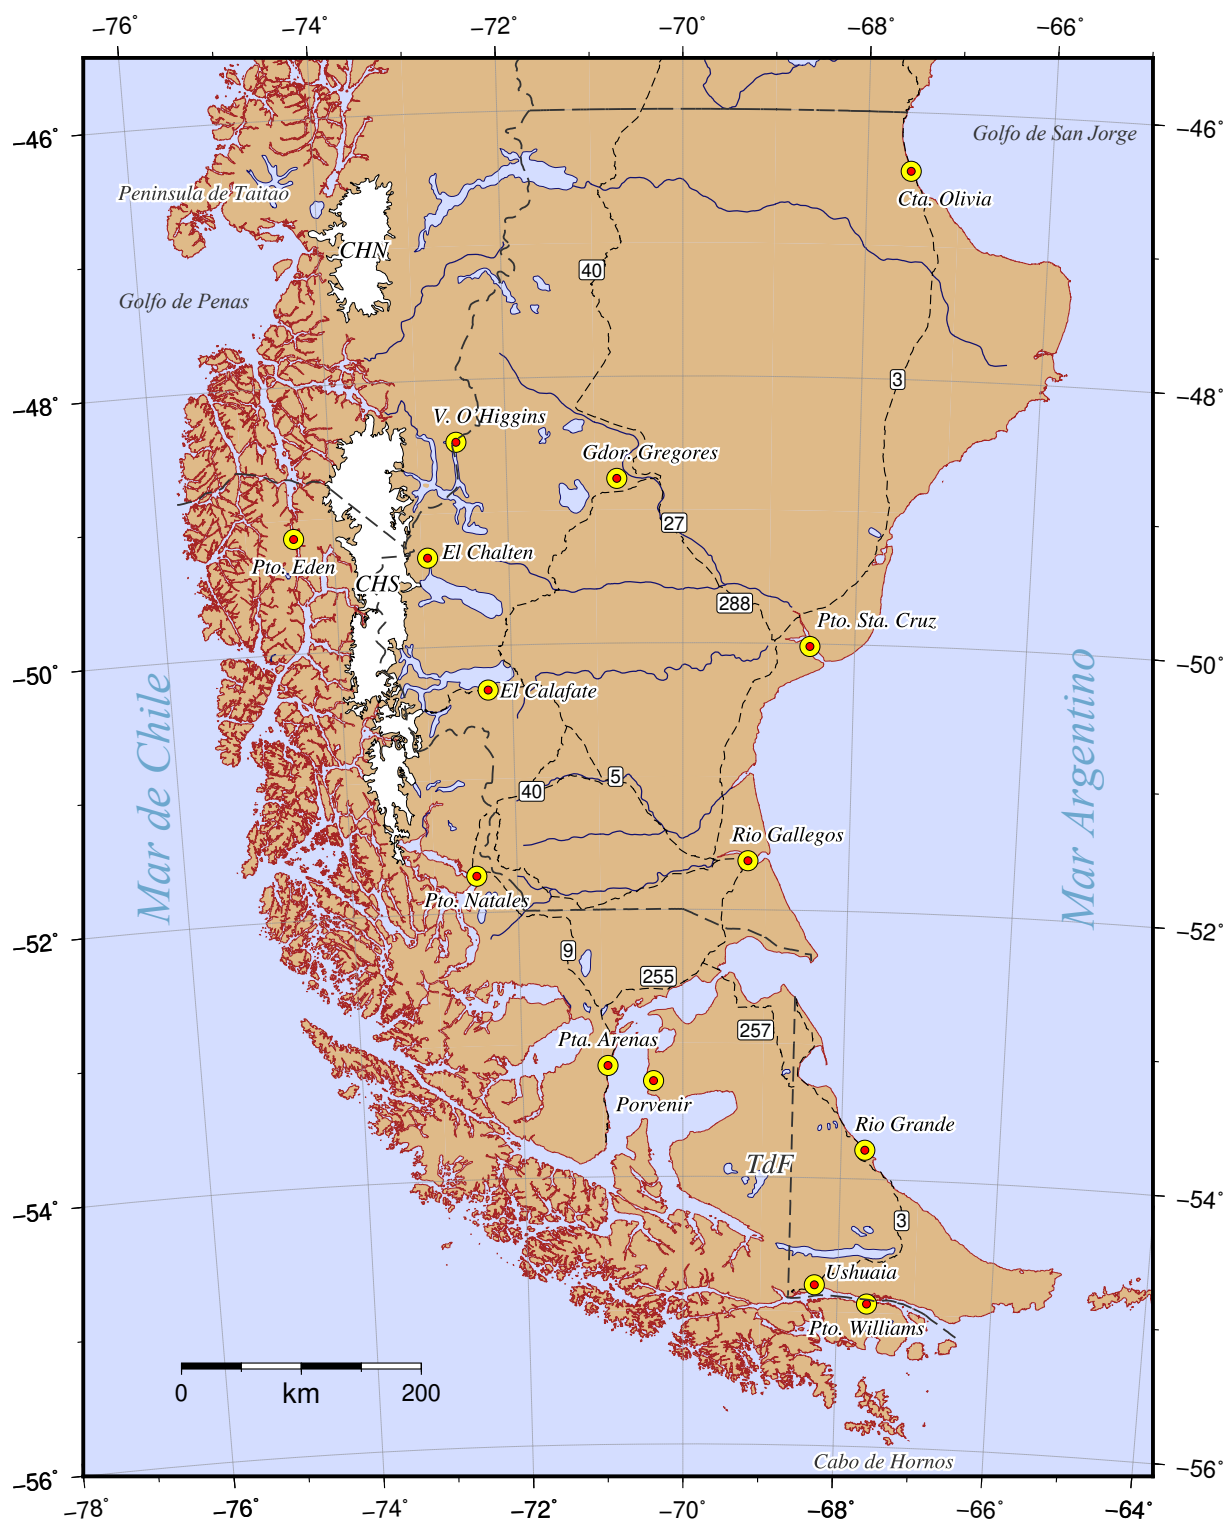 −76˚ −74˚ −72˚ −70˚ −68˚ −66˚
−46˚ −46˚
Golfo de San Jorge
Peninsula de Taitao
Cta. Olivia
CHN
40
Golfo de Penas
3
−48˚ −48˚
V. O'Higgins
Gdor. Gregores
27
El Chalten
Pto. Eden
CHS
288
Pto. Sta. Cruz
−50˚ −50˚
El Calafate
Mar de Chile
Mar Argentino
5
40
Rio Gallegos
Pto. Natales
−52˚ −52˚
9
255
257
Pta. Arenas
Porvenir
Rio Grande
TdF
−54˚ −54˚
3
Ushuaia
Pto. Williams
0 km 200
Cabo de Hornos
−56˚ −56˚
−78˚ −76˚ −74˚ −72˚ −70˚ −68˚ −66˚ −64˚